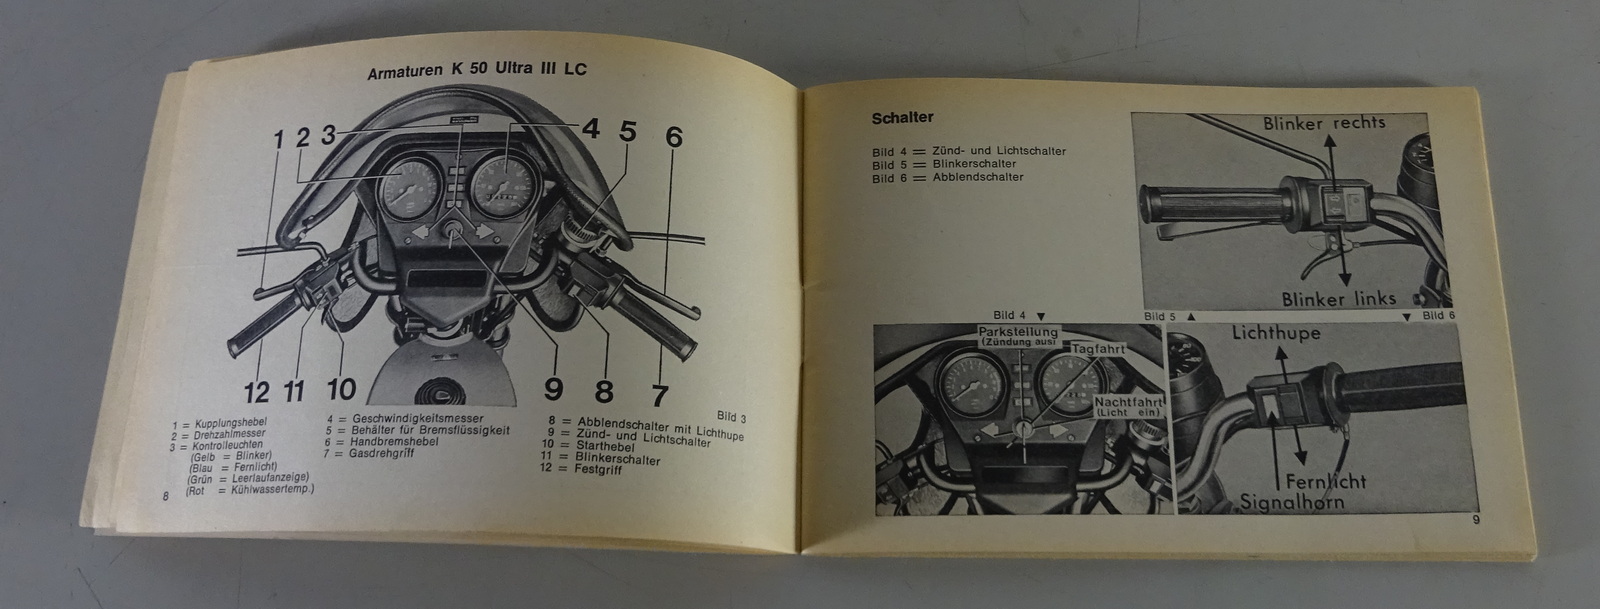 Armaturen K 50 Ultra III LC
1 2 3 4 5 6
12 11 10 9 8 7
Bild 3
1 = Kupplungshebel
2 = Drehzahlmesser
3 = Kontrolleuchten
(Gelb = Blinker)
(Blau = Fernlicht)
(Grün = Leerlaufanzeige)
(Rot = Kühlwassertemp.)
4 = Geschwindigkeitsmesser
5 = Behälter für Bremsflüssigkeit
6 = Handbremshebel
7 = Gasdrehgriff
8 = Abblendschalter mit Lichthupe
9 = Zünd- und Lichtschalter
10 = Starthebel
11 = Blinkerschalter
12 = Festgriff
8
Schalter
Bild 4 = Zünd- und Lichtschalter
Bild 5 = Blinkerschalter
Bild 6 = Abblendschalter
Blinker rechts
Blinker links
Bild 4 ▼
Bild 5 ▲
▼ Bild 6
Parkstellung
(Zündung aus)
Tagfahrt
Nachtfahrt
(Licht ein)
Lichthupe
Fernlicht
Signalhorn
9